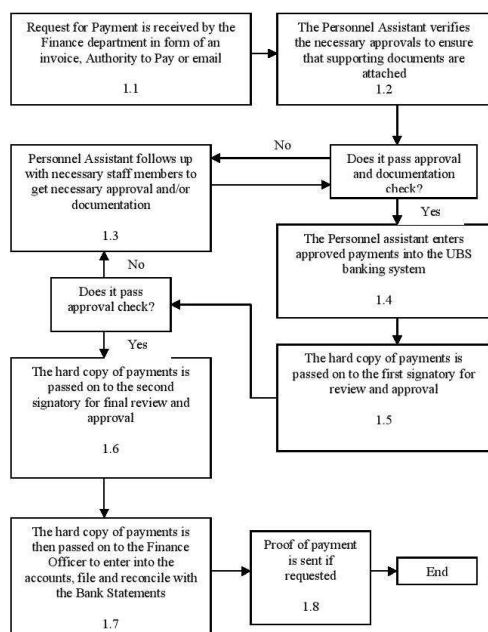 Request for Payment is received by the
Finance department in form of an
invoice, Authority to Pay or email
1.1
The Personnel Assistant verifies
the necessary approvals to ensure
that supporting documents are
attached
1.2
No
Does it pass approval
and documentation
check?
Personnel Assistant follows up
with necessary staff members to
get necessary approval and/or
documentation
1.3
Yes
The Personnel assistant enters
approved payments into the UBS
banking system
1.4
No
Does it pass
approval check?
Yes
The hard copy of payments is
passed on to the first signatory for
review and approval
1.5
The hard copy of payments is
passed on to the second
signatory for final review and
approval
1.6
The hard copy of payments is
then passed on to the Finance
Officer to enter into the
accounts, file and reconcile with
the Bank Statements
1.7
Proof of payment
is sent if
requested
1.8
End